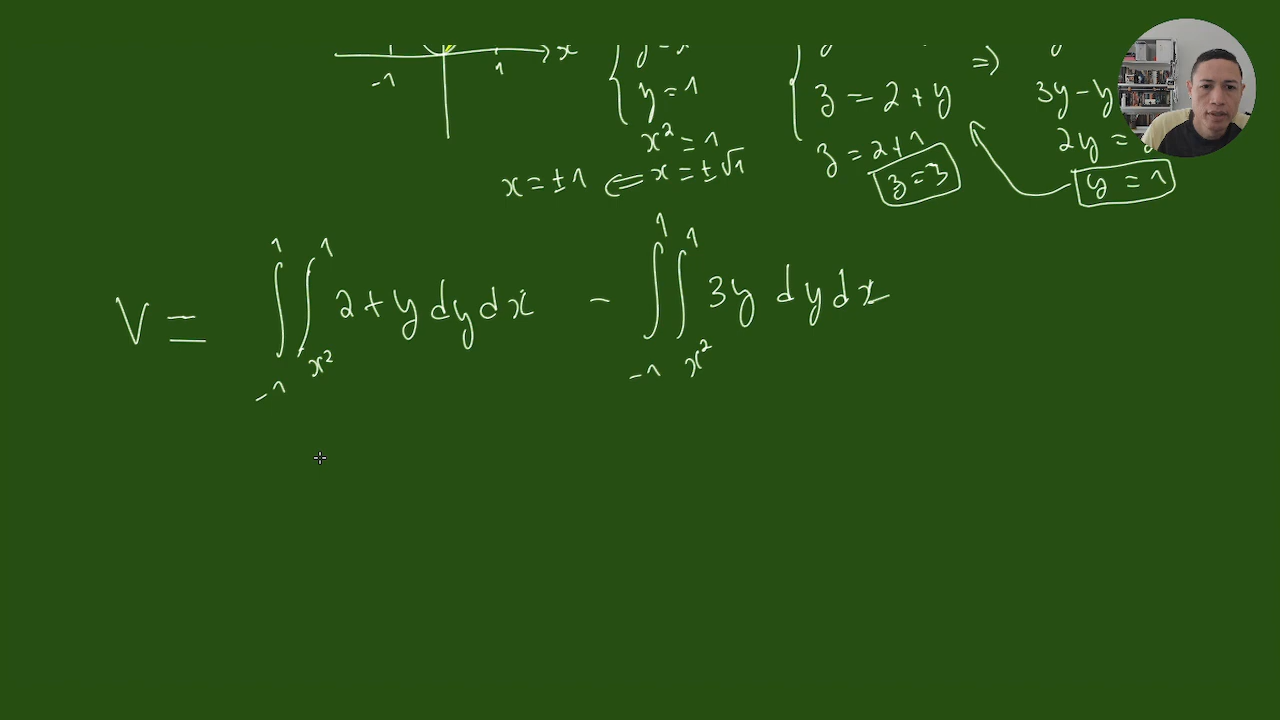 -1 1 x
y = 1
z = 2 + y
=>
3y - y
x² = 1
z = 2 + 1
2y =
x = ±1 <= x = ±√1
z = 3
y = 1
V = ∫_{-1}^{1} ∫_{x²}^{1} 2 + y dy dx - ∫_{-1}^{1} ∫_{x²}^{1} 3y dy dx